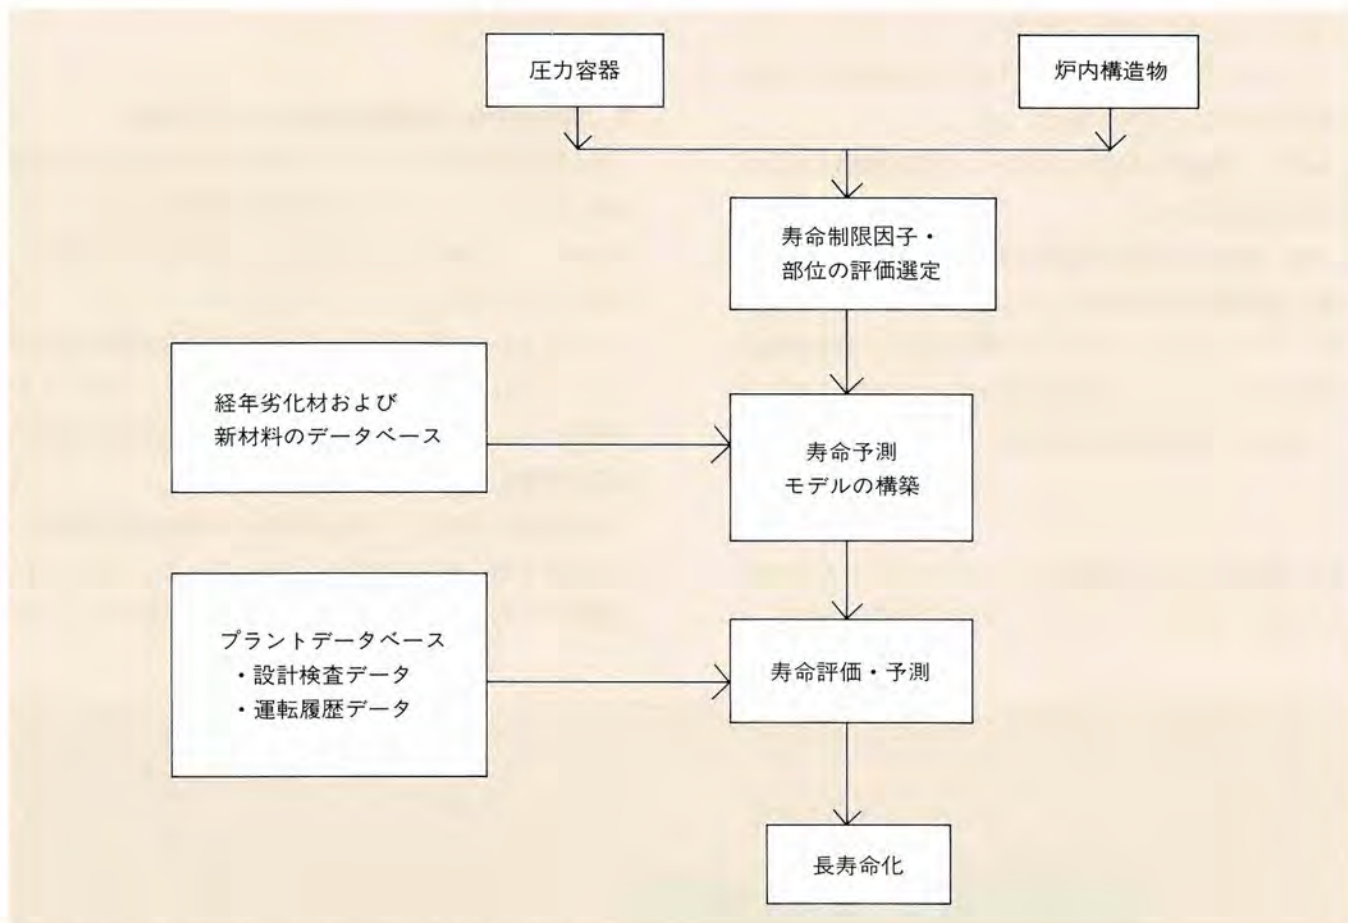 圧力容器
炉内構造物
寿命制限因子・
部位の評価選定
経年劣化材および
新材料のデータベース
寿命予測
モデルの構築
プラントデータベース
・設計検査データ
・運転履歴データ
寿命評価・予測
長寿命化